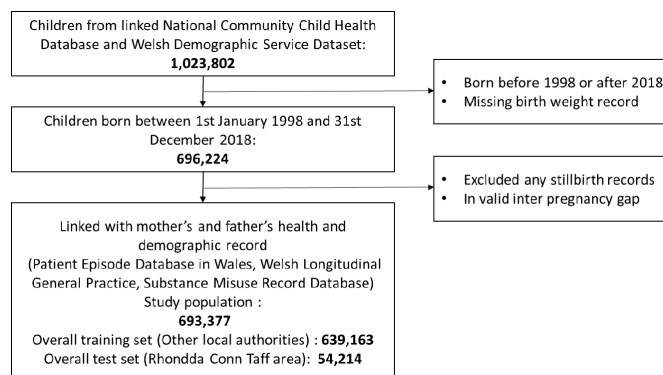 Children from linked National Community Child Health
Database and Welsh Demographic Service Dataset:
1,023,802
• Born before 1998 or after 2018
• Missing birth weight record
Children born between 1st January 1998 and 31st
December 2018:
696,224
• Excluded any stillbirth records
• In valid inter pregnancy gap
Linked with mother's and father's health and
demographic record
(Patient Episode Database in Wales, Welsh Longitudinal
General Practice, Substance Misuse Record Database)
Study population :
693,377
Overall training set (Other local authorities) : 639,163
Overall test set (Rhondda Conn Taff area): 54,214